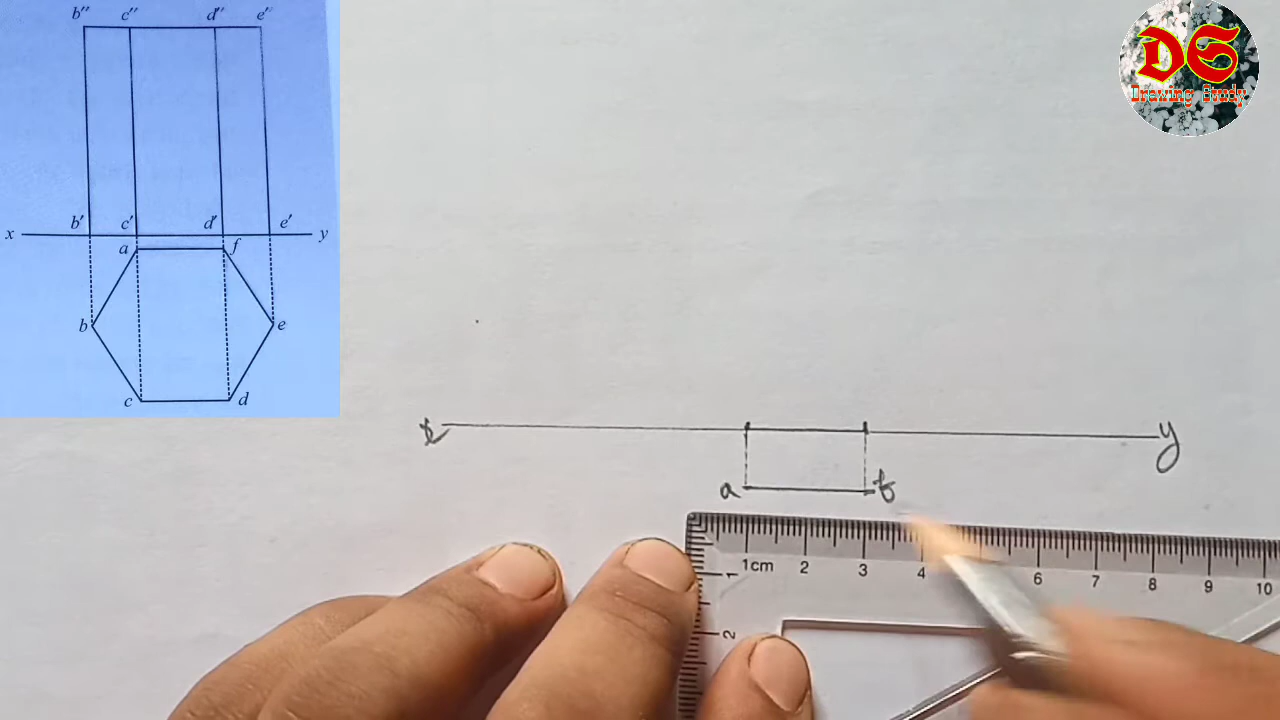 b'' c'' d'' e''
b' c' d' e'
x y
a f
b e
c d
DS
Drawing Study
x y
a f
1cm 2 3 4 6 7 8 9 10
1
2